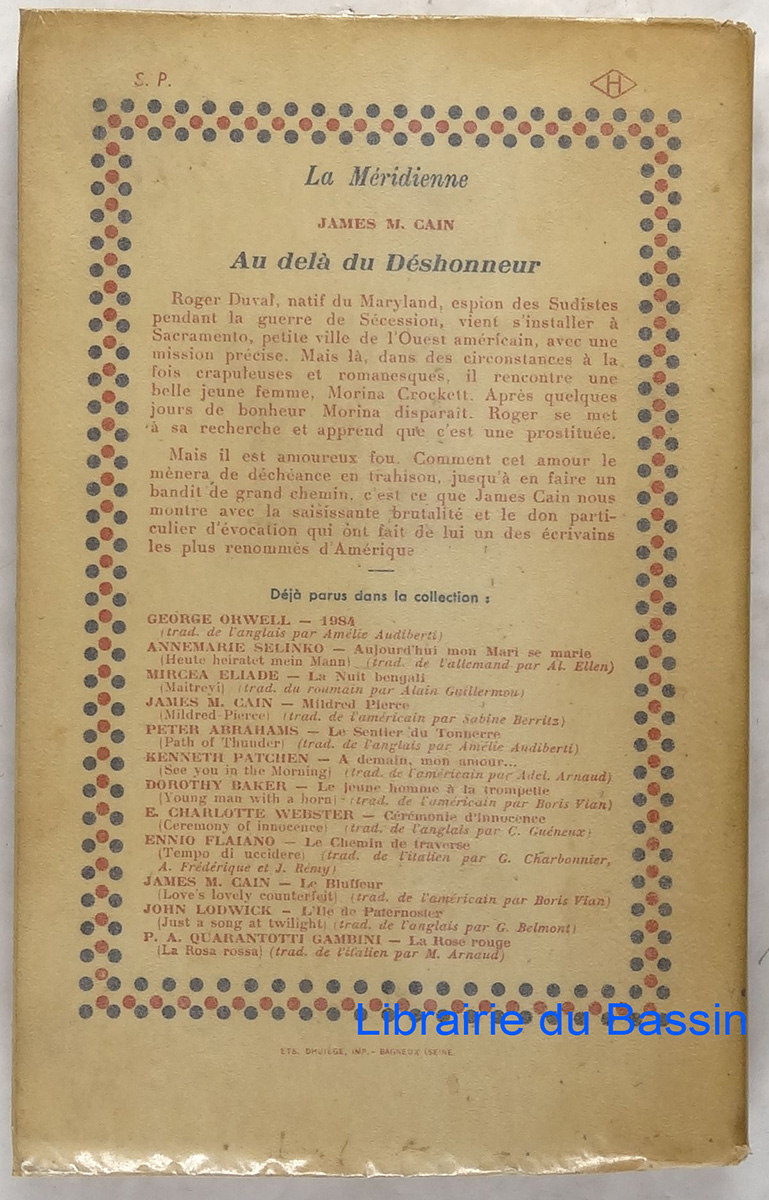 S. P.
H
La Méridienne
JAMES M. CAIN
Au delà du Déshonneur
Roger Duval, natif du Maryland, espion des Sudistes
pendant la guerre de Sécession, vient s'installer à
Sacramento, petite ville de l'Ouest américain, avec une
mission précise. Mais là, dans des circonstances à la
fois crapuleuses et romanesques, il rencontre une
belle jeune femme, Morina Crockett. Après quelques
jours de bonheur Morina disparait. Roger se met
à sa recherche et apprend que c'est une prostituée.
Mais il est amoureux fou. Comment cet amour le
mènera de déchéance en trahison, jusqu'à en faire un
bandit de grand chemin, c'est ce que James Cain nous
montre avec la saisissante brutalité et le don parti-
culier d'évocation qui ont fait de lui un des écrivains
les plus renommés d'Amérique
Déjà parus dans la collection :
GEORGE ORWELL — 1984
(trad. de l'anglais par Amélie Audiberti)
ANNEMARIE SELINKO — Aujourd'hui mon Mari se marie
(Heute heiratet mein Mann) (trad. de l'allemand par Al. Ellen)
MIRCEA ELIADE — La Nuit bengali
(Maitreyi) (trad. du roumain par Alain Guillermou)
JAMES M. CAIN — Mildred Pierce
(Mildred Pierce) (trad. de l'américain par Sabine Berritz)
PETER ABRAHAMS — Le Sentier du Tonnerre
(Path of Thunder) (trad. de l'anglais par Amélie Audiberti)
KENNETH PATCHEN — A demain, mon amour...
(See you in the Morning) (trad. de l'américain par Adel. Arnaud)
DOROTHY BAKER — Le jeune homme à la trompette
(Young man with a horn) (trad. de l'américain par Boris Vian)
E. CHARLOTTE WEBSTER — Cérémonie d'innocence
(Ceremony of innocence) (trad. de l'anglais par C. Guéneux)
ENNIO FLAIANO — Le Chemin de traverse
(Tempo di uccidere) (trad. de l'italien par G. Charbonnier,
A. Frédérique et J. Rémy)
JAMES M. CAIN — Le Bluffeur
(Love's lovely counterfeit) (trad. de l'américain par Boris Vian)
JOHN LODWICK — L'Ile de Paternoster
(Just a song at twilight) (trad. de l'anglais par G. Belmont)
P. A. QUARANTOTTI GAMBINI — La Rose rouge
(La Rosa rossa) (trad. de l'italien par M. Arnaud)
Librairie du Bassin
ETS. DHUIÈGE, IMP. - BAGNEUX (SEINE.